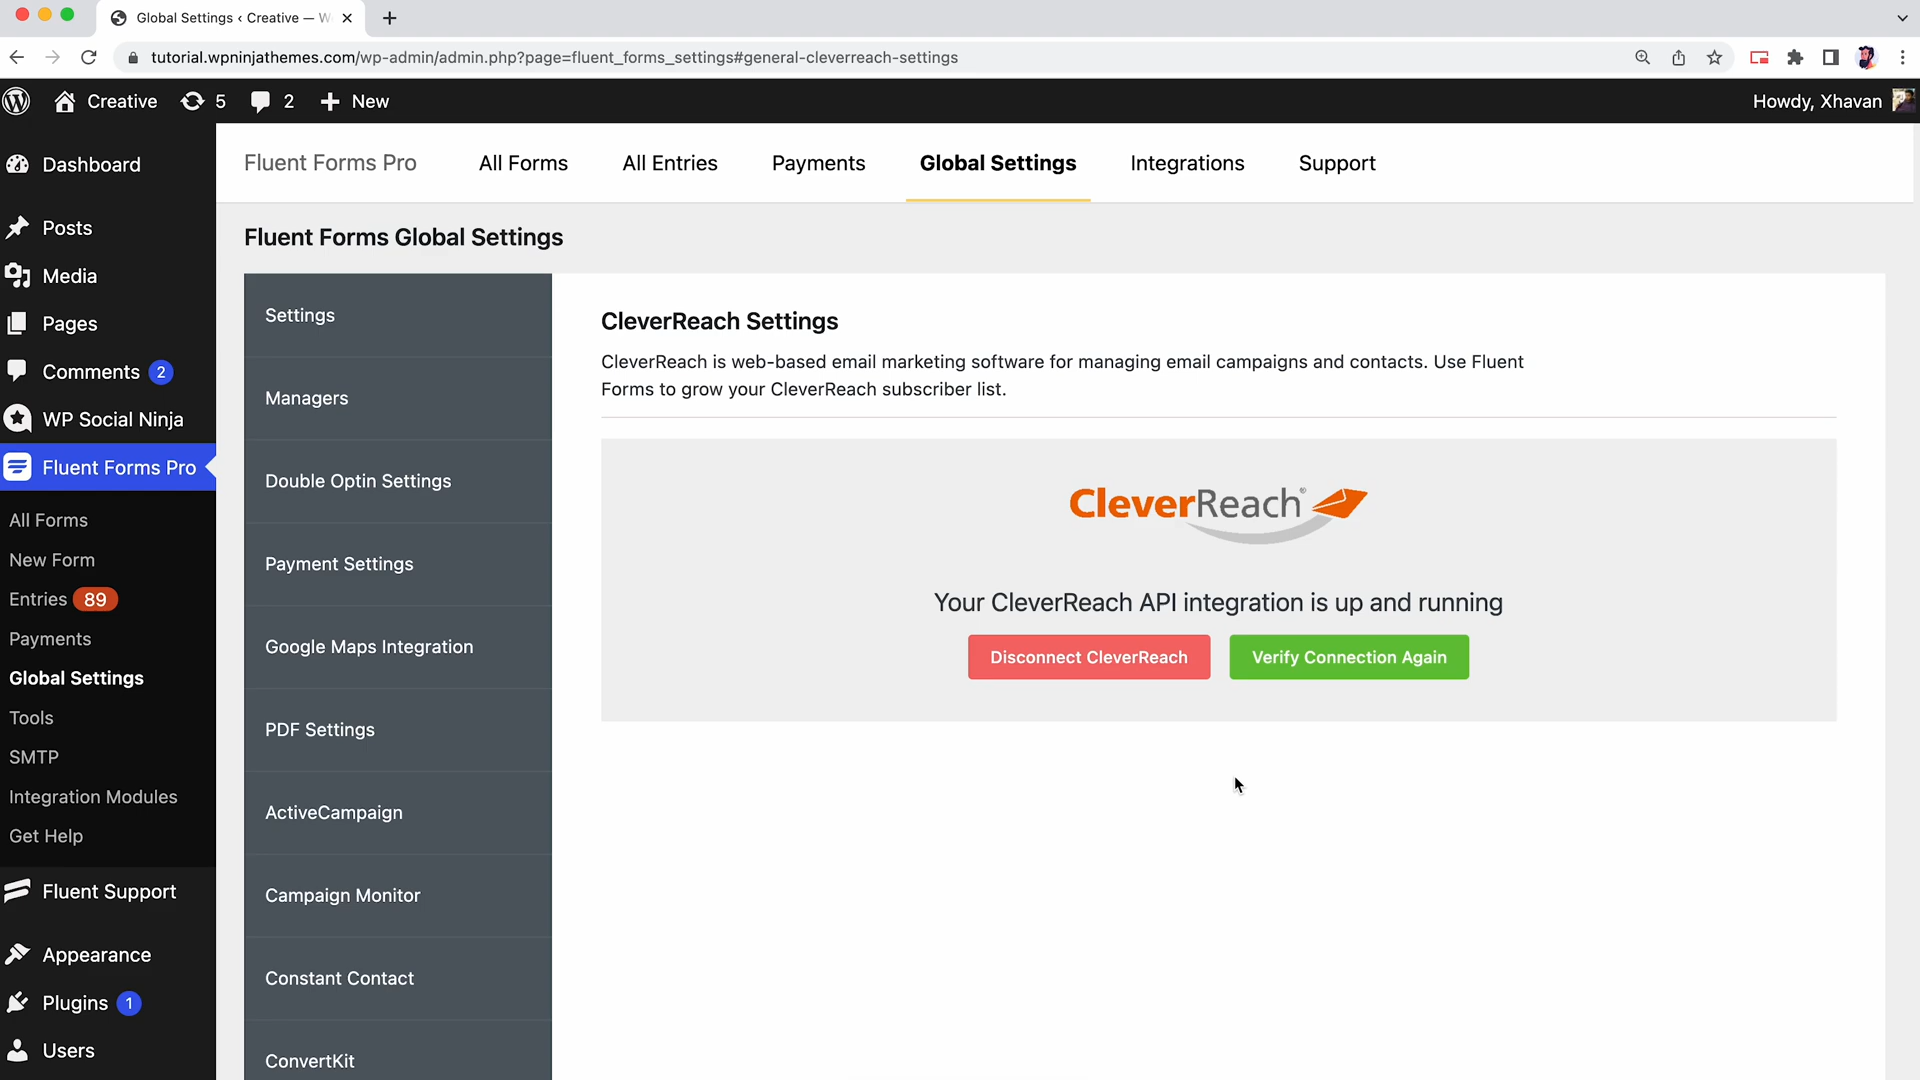 Global Settings ‹ Creative — W
tutorial.wpninjathemes.com/wp-admin/admin.php?page=fluent_forms_settings#general-cleverreach-settings
Creative 5 2 New
Howdy, Xhavan
Dashboard
Posts
Media
Pages
Comments 2
WP Social Ninja
Fluent Forms Pro
All Forms
New Form
Entries 89
Payments
Global Settings
Tools
SMTP
Integration Modules
Get Help
Fluent Support
Appearance
Plugins 1
Users
Fluent Forms Pro All Forms All Entries Payments Global Settings Integrations Support
Fluent Forms Global Settings
Settings
Managers
Double Optin Settings
Payment Settings
Google Maps Integration
PDF Settings
ActiveCampaign
Campaign Monitor
Constant Contact
ConvertKit
CleverReach Settings
CleverReach is web-based email marketing software for managing email campaigns and contacts. Use Fluent
Forms to grow your CleverReach subscriber list.
CleverReach®
Your CleverReach API integration is up and running
Disconnect CleverReach Verify Connection Again